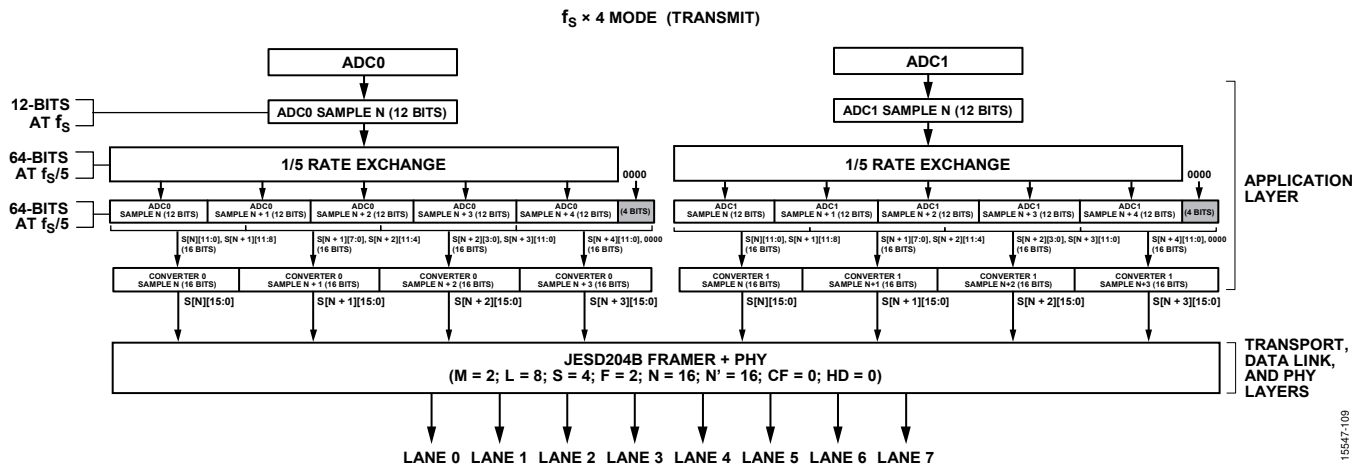 fS × 4 MODE (TRANSMIT)
ADC0
ADC1
12-BITS
AT fS
ADC0 SAMPLE N (12 BITS)
ADC1 SAMPLE N (12 BITS)
64-BITS
AT fS/5
1/5 RATE EXCHANGE
0000
1/5 RATE EXCHANGE
0000
APPLICATION
LAYER
64-BITS
AT fS/5
ADC0
SAMPLE N (12 BITS)
ADC0
SAMPLE N + 1 (12 BITS)
ADC0
SAMPLE N + 2 (12 BITS)
ADC0
SAMPLE N + 3 (12 BITS)
ADC0
SAMPLE N + 4 (12 BITS)
(4 BITS)
ADC1
SAMPLE N (12 BITS)
ADC1
SAMPLE N + 1 (12 BITS)
ADC1
SAMPLE N + 2 (12 BITS)
ADC1
SAMPLE N + 3 (12 BITS)
ADC1
SAMPLE N + 4 (12 BITS)
(4 BITS)
S[N][11:0], S[N + 1][11:8]
(16 BITS)
S[N + 1][7:0], S[N + 2][11:4]
(16 BITS)
S[N + 2][3:0], S[N + 3][11:0]
(16 BITS)
S[N + 4][11:0], 0000
(16 BITS)
S[N][11:0], S[N + 1][11:8]
(16 BITS)
S[N + 1][7:0], S[N + 2][11:4]
(16 BITS)
S[N + 2][3:0], S[N + 3][11:0]
(16 BITS)
S[N + 4][11:0], 0000
(16 BITS)
CONVERTER 0
SAMPLE N (16 BITS)
CONVERTER 0
SAMPLE N + 1 (16 BITS)
CONVERTER 0
SAMPLE N + 2 (16 BITS)
CONVERTER 0
SAMPLE N + 3 (16 BITS)
CONVERTER 1
SAMPLE N (16 BITS)
CONVERTER 1
SAMPLE N+1 (16 BITS)
CONVERTER 1
SAMPLE N+2 (16 BITS)
CONVERTER 1
SAMPLE N+3 (16 BITS)
S[N][15:0]
S[N + 1][15:0]
S[N + 2][15:0]
S[N + 3][15:0]
S[N][15:0]
S[N + 1][15:0]
S[N + 2][15:0]
S[N + 3][15:0]
JESD204B FRAMER + PHY
(M = 2; L = 8; S = 4; F = 2; N = 16; N' = 16; CF = 0; HD = 0)
TRANSPORT,
DATA LINK,
AND PHY
LAYERS
LANE 0 LANE 1 LANE 2 LANE 3 LANE 4 LANE 5 LANE 6 LANE 7
15547-109